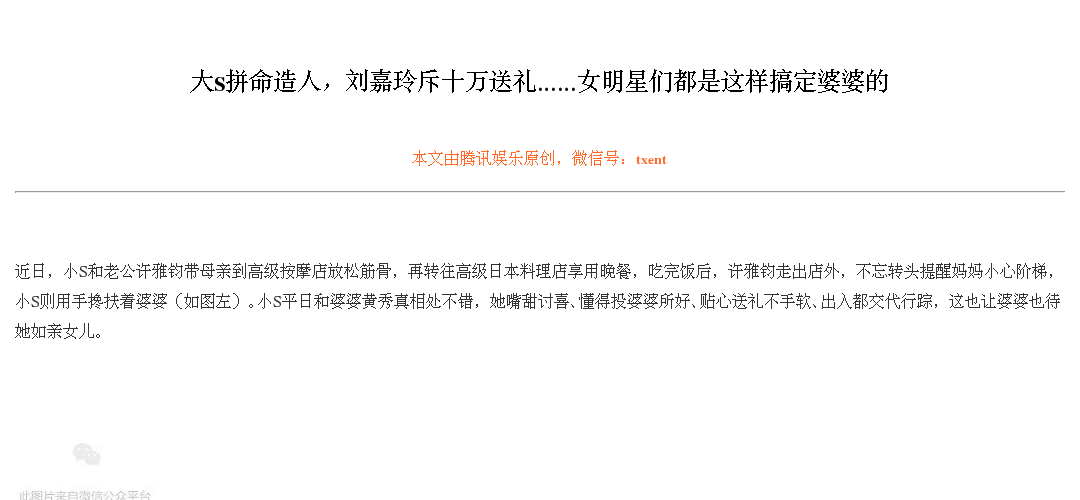 大S拼命造人，刘嘉玲斥十万送礼……女明星们都是这样搞定婆婆的
本文由腾讯娱乐原创，微信号：txent
近日，小S和老公许雅钧带母亲到高级按摩店放松筋骨，再转往高级日本料理店享用晚餐，吃完饭后，许雅钧走出店外，不忘转头提醒妈妈小心阶梯，
小S则用手搀扶着婆婆（如图左）。小S平日和婆婆黄秀真相处不错，她嘴甜讨喜、懂得投婆婆所好、贴心送礼不手软、出入都交代行踪，这也让婆婆也待
她如亲女儿。
此图片来自微信公众平台